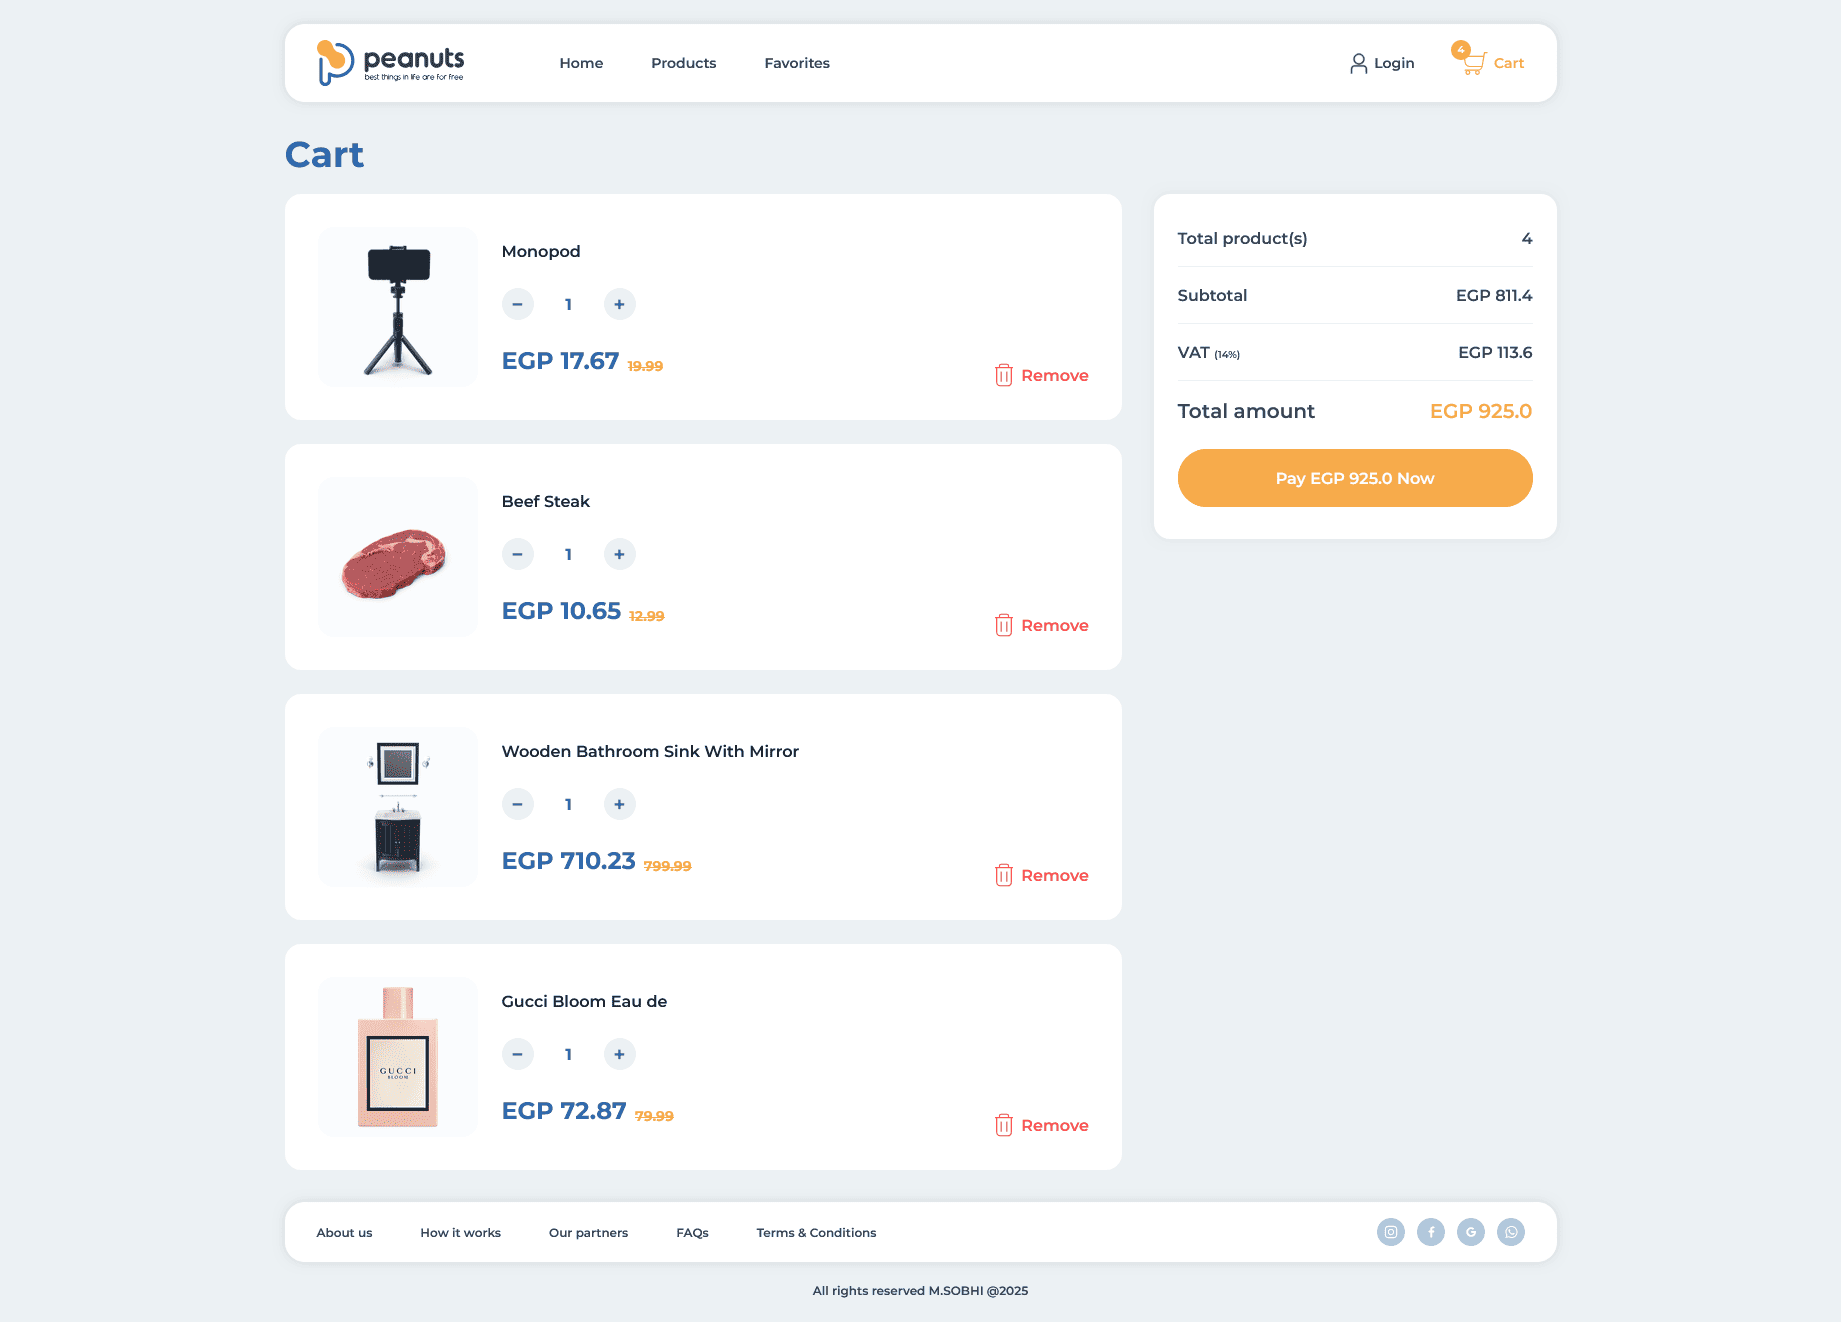 peanuts
best things in life are for free
Home
Products
Favorites
Login
4
Cart
Cart
Monopod
− 1 +
EGP 17.67 19.99
Remove
Beef Steak
− 1 +
EGP 10.65 12.99
Remove
Wooden Bathroom Sink With Mirror
− 1 +
EGP 710.23 799.99
Remove
GUCCI
BLOOM
Gucci Bloom Eau de
− 1 +
EGP 72.87 79.99
Remove
Total product(s) 4
Subtotal EGP 811.4
VAT (14%) EGP 113.6
Total amount EGP 925.0
Pay EGP 925.0 Now
About us
How it works
Our partners
FAQs
Terms & Conditions
All rights reserved M.SOBHI @2025